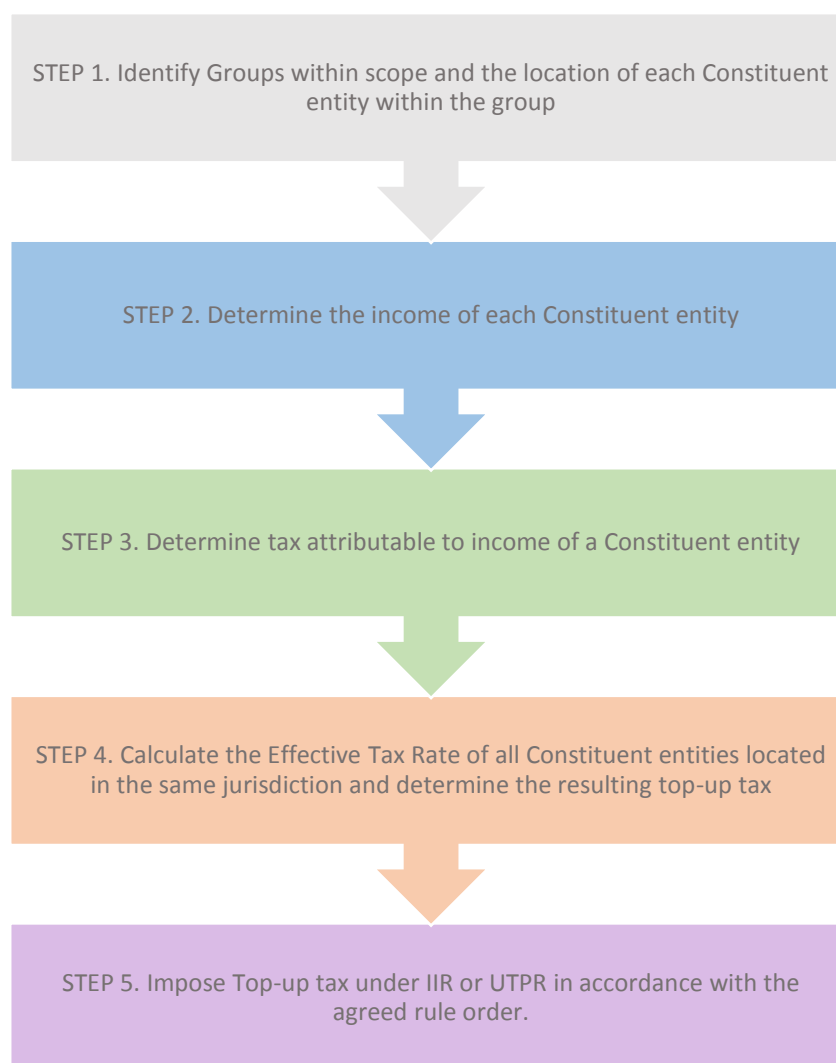 STEP 1. Identify Groups within scope and the location of each Constituent
entity within the group
STEP 2. Determine the income of each Constituent entity
STEP 3. Determine tax attributable to income of a Constituent entity
STEP 4. Calculate the Effective Tax Rate of all Constituent entities located
in the same jurisdiction and determine the resulting top-up tax
STEP 5. Impose Top-up tax under IIR or UTPR in accordance with the
agreed rule order.